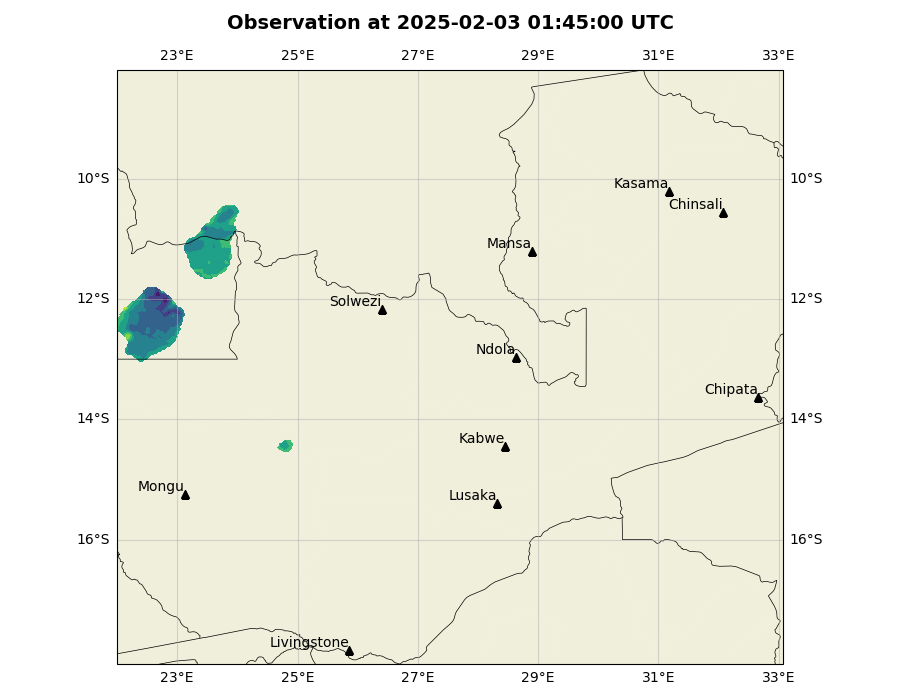 Observation at 2025-02-03 01:45:00 UTC
23°E 25°E 27°E 29°E 31°E 33°E
10°S 10°S
Kasama
Chinsali
Mansa
12°S 12°S
Solwezi
Ndola
Chipata
14°S 14°S
Kabwe
Mongu
Lusaka
16°S 16°S
Livingstone
23°E 25°E 27°E 29°E 31°E 33°E